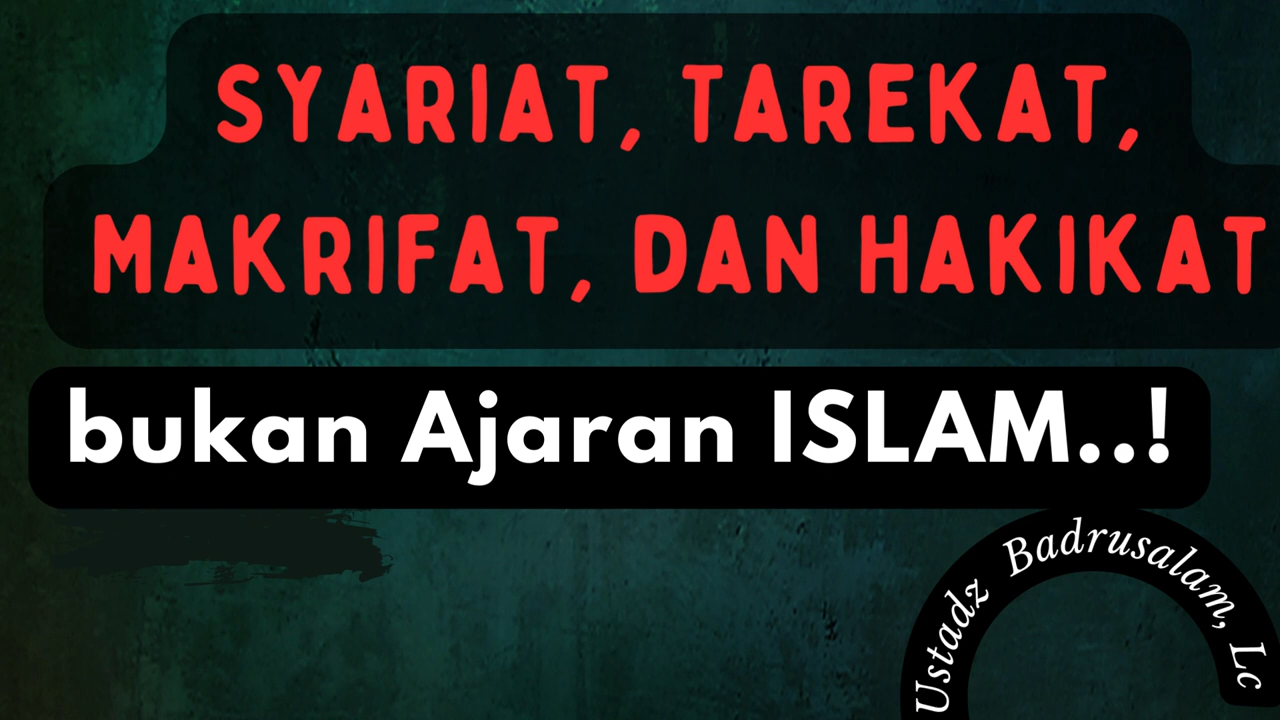 SYARIAT, TAREKAT,
MAKRIFAT, DAN HAKIKAT
bukan Ajaran ISLAM..!
Ustadz Badrusalam, Lc